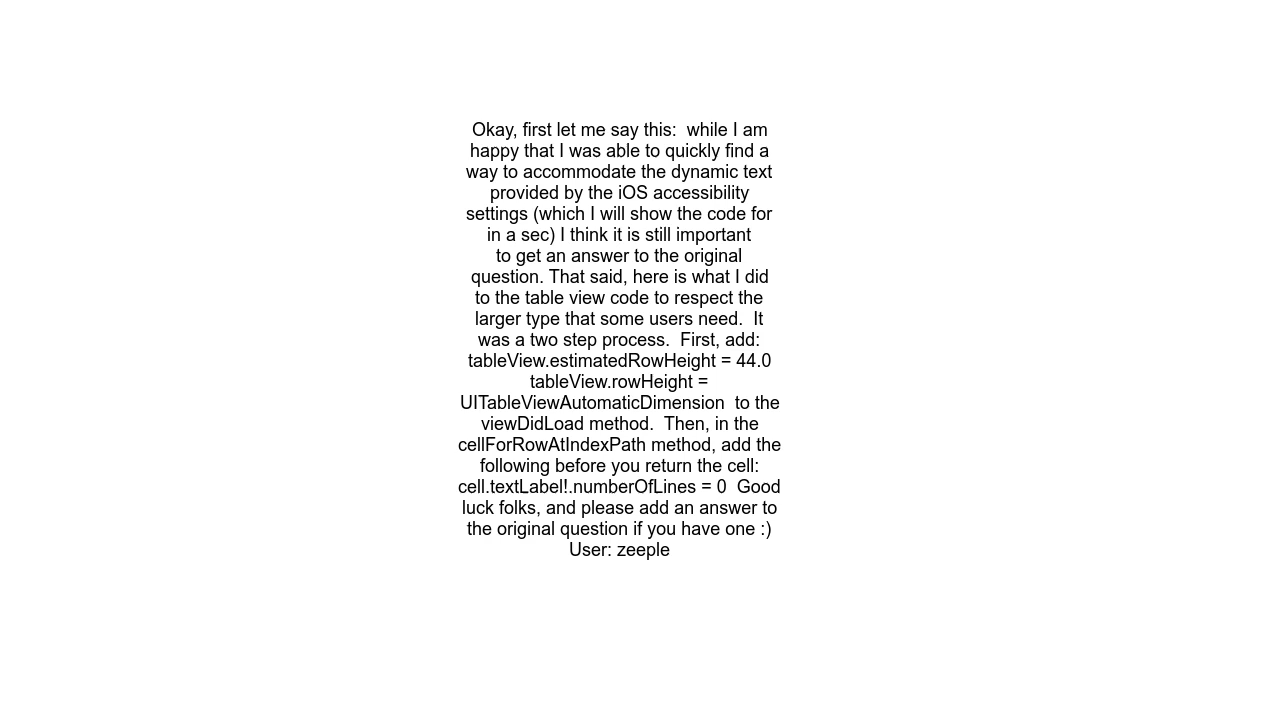 Okay, first let me say this:  while I am
happy that I was able to quickly find a
way to accommodate the dynamic text
provided by the iOS accessibility
settings (which I will show the code for
in a sec) I think it is still important
to get an answer to the original
question. That said, here is what I did
to the table view code to respect the
larger type that some users need.  It
was a two step process.  First, add:
tableView.estimatedRowHeight = 44.0
tableView.rowHeight =
UITableViewAutomaticDimension  to the
viewDidLoad method.  Then, in the
cellForRowAtIndexPath method, add the
following before you return the cell:
cell.textLabel!.numberOfLines = 0  Good
luck folks, and please add an answer to
the original question if you have one :)
User: zeeple